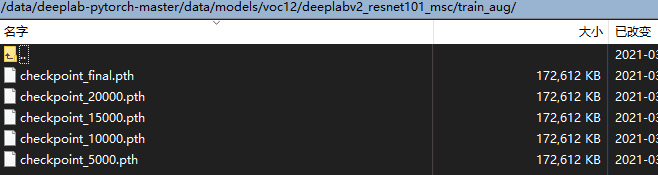 /data/deeplab-pytorch-master/data/models/voc12/deeplabv2_resnet101_msc/train_aug/
名字 大小 已改变
.. 2021-03
checkpoint_final.pth 172,612 KB 2021-03
checkpoint_20000.pth 172,612 KB 2021-03
checkpoint_15000.pth 172,612 KB 2021-03
checkpoint_10000.pth 172,612 KB 2021-03
checkpoint_5000.pth 172,612 KB 2021-03